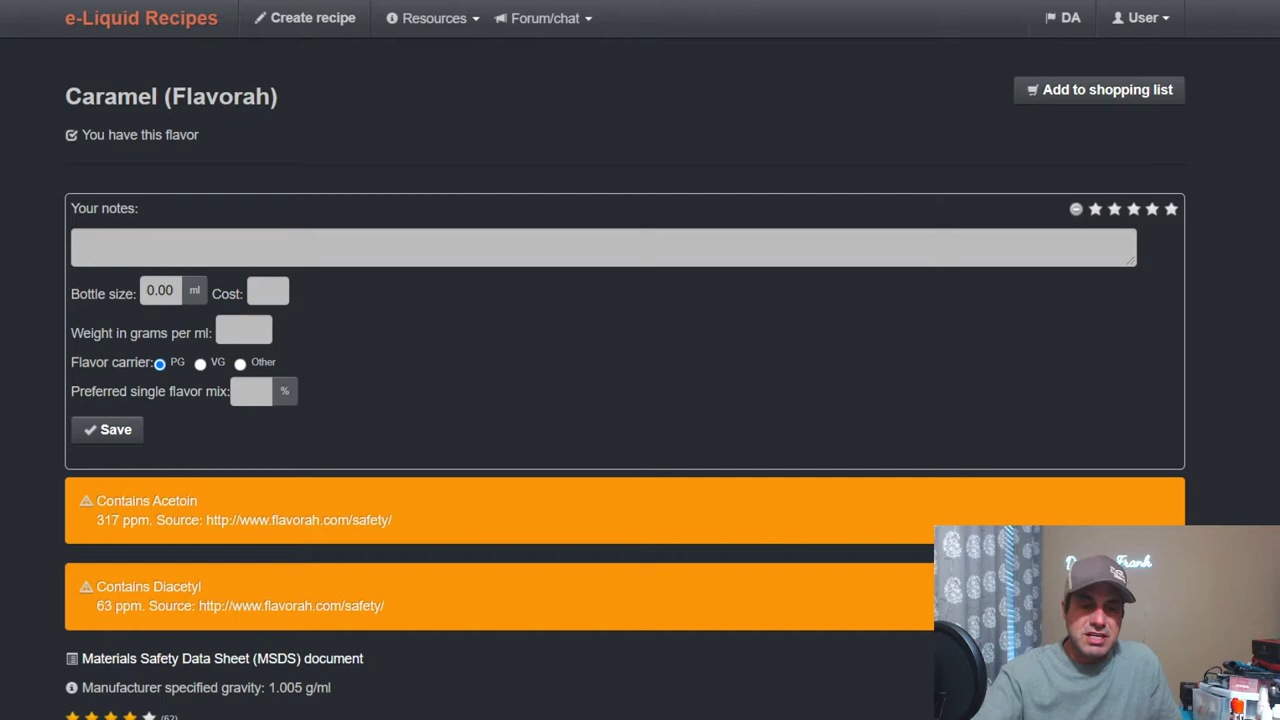 e-Liquid Recipes
Create recipe
Resources
Forum/chat
DA
User
Caramel (Flavorah)
Add to shopping list
You have this flavor
Your notes:
Bottle size: 0.00 ml Cost:
Weight in grams per ml:
Flavor carrier: PG VG Other
Preferred single flavor mix: %
Save
Contains Acetoin
317 ppm. Source: http://www.flavorah.com/safety/
Contains Diacetyl
63 ppm. Source: http://www.flavorah.com/safety/
Materials Safety Data Sheet (MSDS) document
Manufacturer specified gravity: 1.005 g/ml